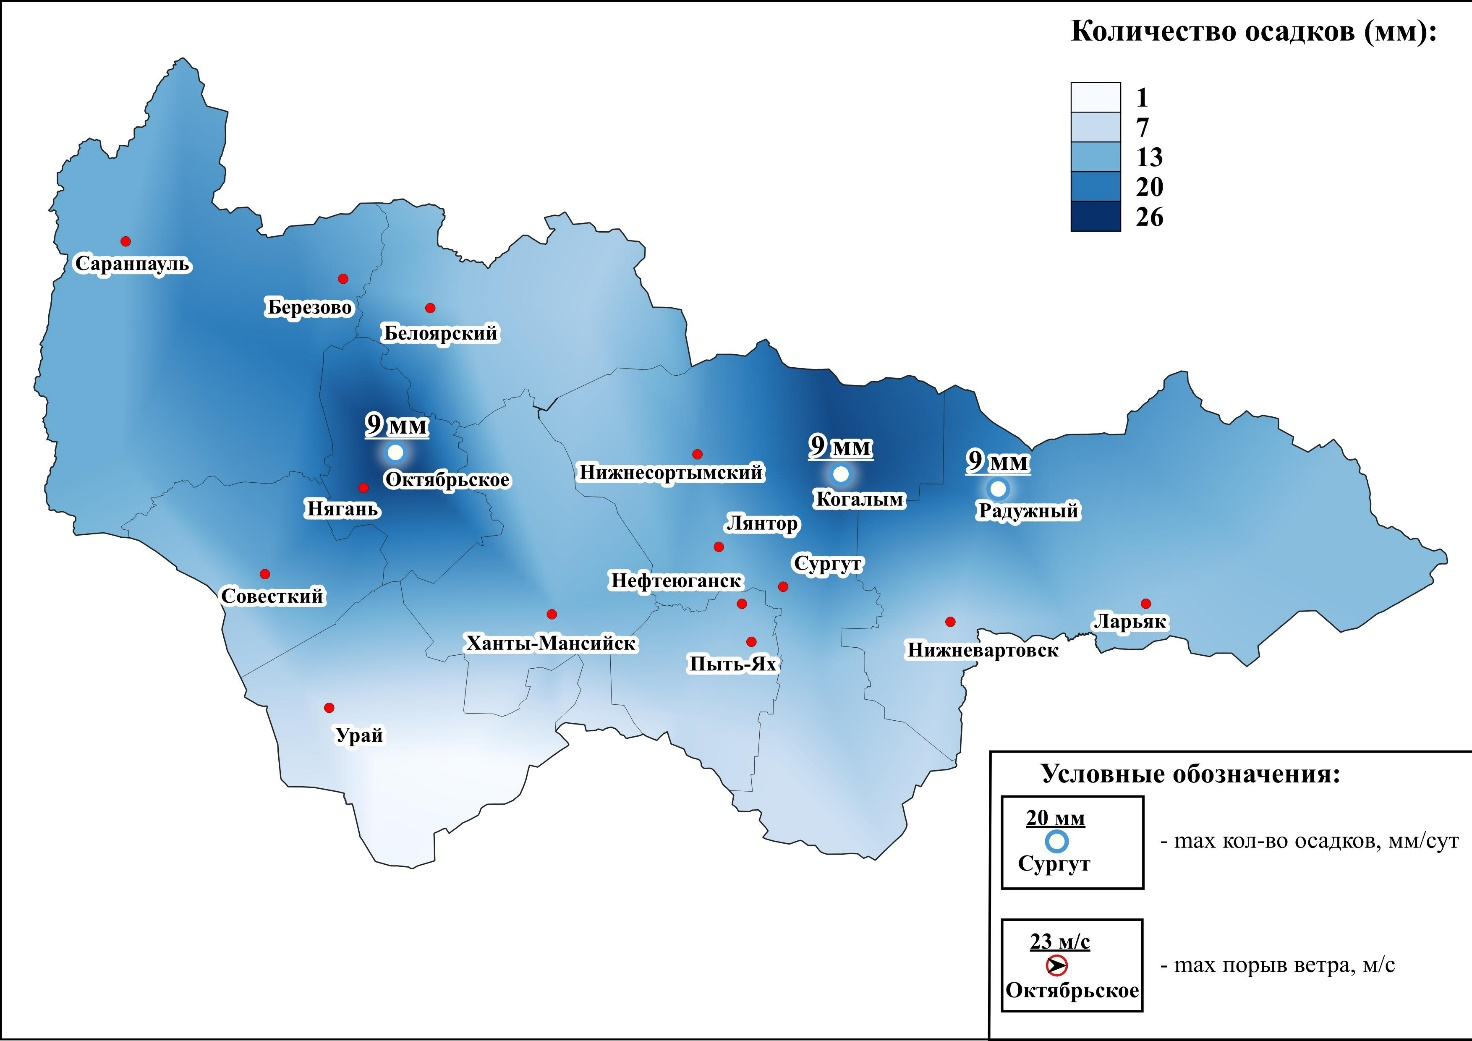 Количество осадков (мм):
1
7
13
20
26
Саранпауль
Березово
Белоярский
9 мм
Октябрьское
Нягань
Нижнесортымский
9 мм
Когалым
9 мм
Радужный
Лянтор
Сургут
Нефтеюганск
Совесткий
Ханты-Мансийск
Пыть-Ях
Ларьяк
Нижневартовск
Урай
Условные обозначения:
20 мм
Сургут
- max кол-во осадков, мм/сут
23 м/с
Октябрьское
- max порыв ветра, м/с